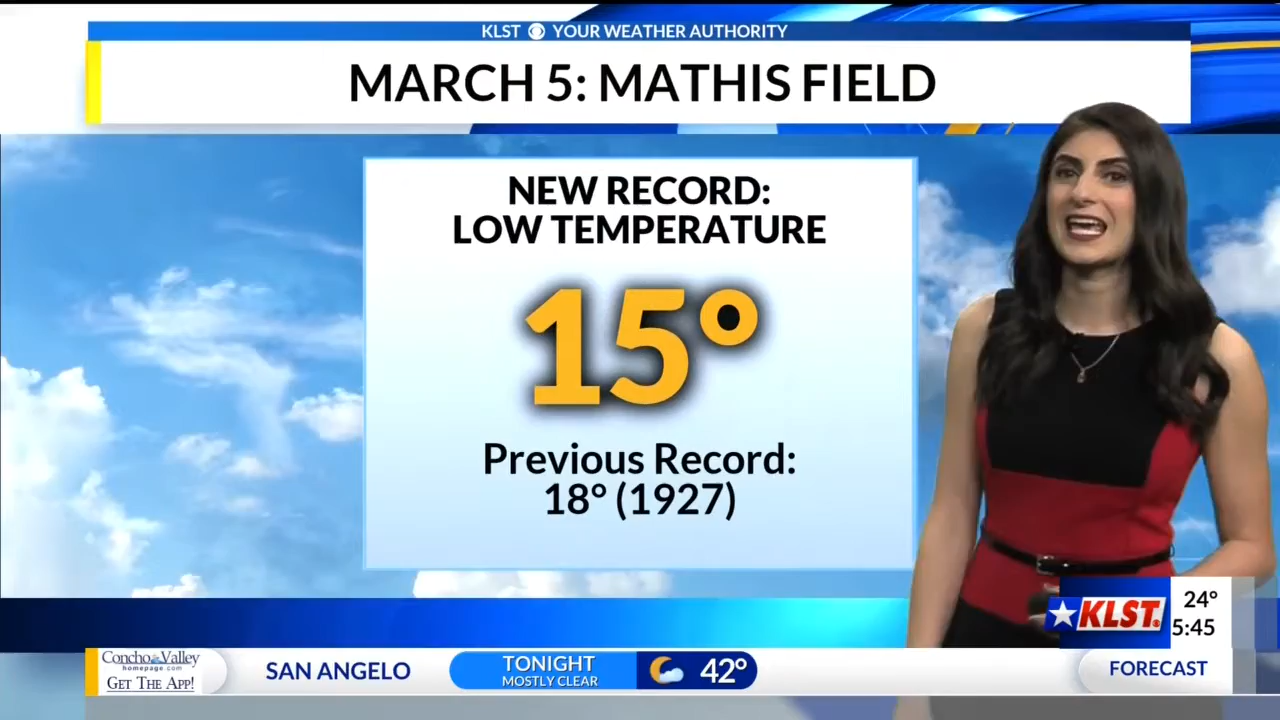 KLST YOUR WEATHER AUTHORITY
MARCH 5: MATHIS FIELD
NEW RECORD:
LOW TEMPERATURE
15°
Previous Record:
18° (1927)
KLST
24°
5:45
Concho Valley
homepage.com
GET THE APP!
SAN ANGELO
TONIGHT
MOSTLY CLEAR
42°
FORECAST